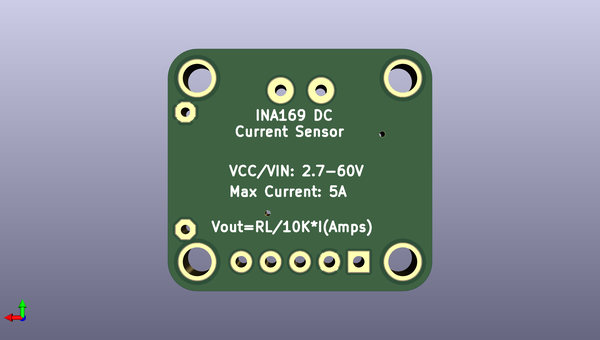 INA169 DC
Current Sensor
VCC/VIN: 2.7-60V
Max Current: 5A
Vout=RL/10K*I(Amps)